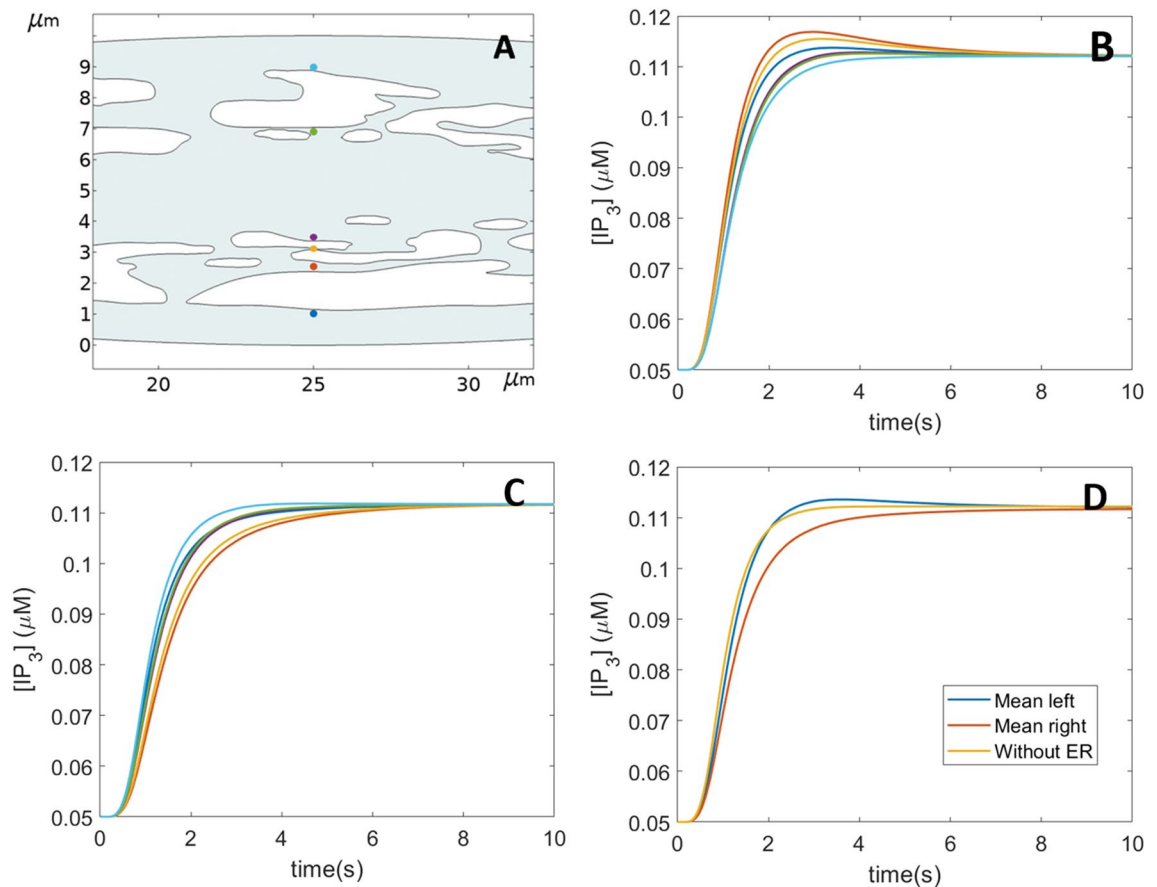 μm
A
9
8
7
6
5
4
3
2
1
0
20 25 30 μm
B
0.12
0.11
0.1
0.09
0.08
0.07
0.06
0.05
[IP3] (μM)
0 2 4 6 8 10
time(s)
C
0.12
0.11
0.1
0.09
0.08
0.07
0.06
0.05
[IP3] (μM)
0 2 4 6 8 10
time(s)
D
0.12
0.11
0.1
0.09
0.08
0.07
0.06
0.05
[IP3] (μM)
Mean left
Mean right
Without ER
0 2 4 6 8 10
time(s)